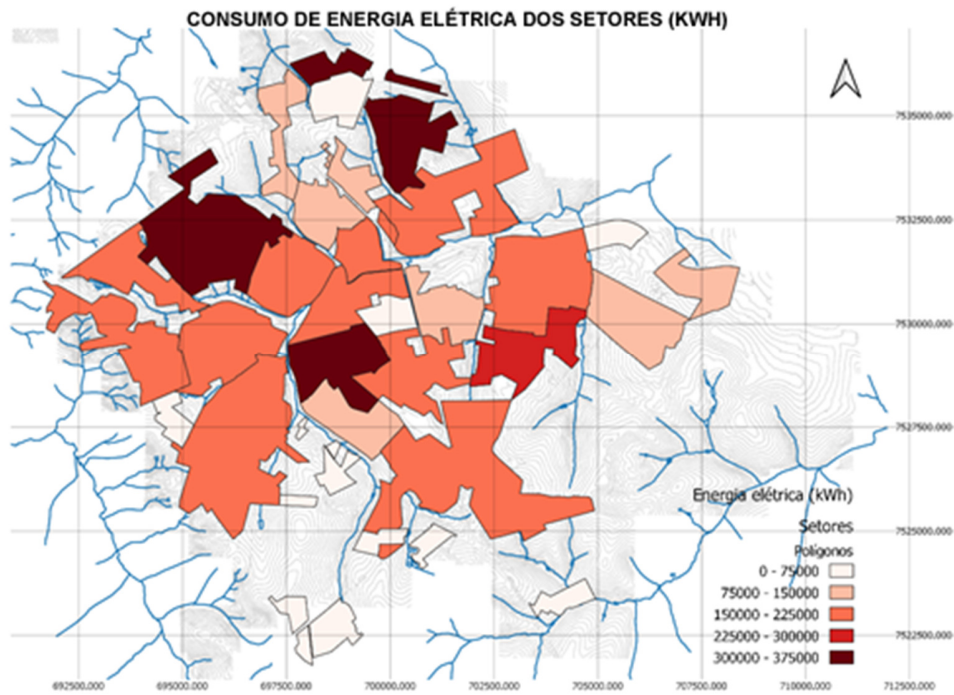 CONSUMO DE ENERGIA ELÉTRICA DOS SETORES (KWH)
7535000.000
7532500.000
7530000.000
7527500.000
Energia elétrica (kWh)
Setores
Polígonos
0 - 75000
75000 - 150000
150000 - 225000
225000 - 300000
300000 - 375000
7525000.000
7522500.000
692500.000
695000.000
697500.000
700000.000
702500.000
705000.000
707500.000
710000.000
712500.000